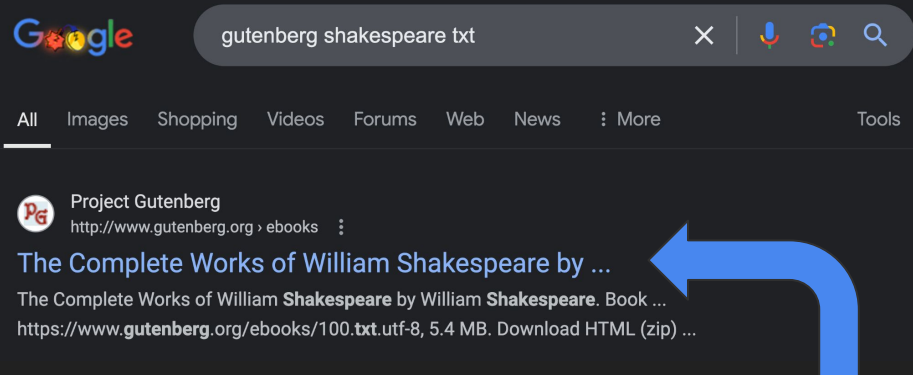 Google
gutenberg shakespeare txt
All Images Shopping Videos Forums Web News More Tools
PG
Project Gutenberg
http://www.gutenberg.org › ebooks
The Complete Works of William Shakespeare by ...
The Complete Works of William Shakespeare by William Shakespeare. Book ...
https://www.gutenberg.org/ebooks/100.txt.utf-8, 5.4 MB. Download HTML (zip) ...